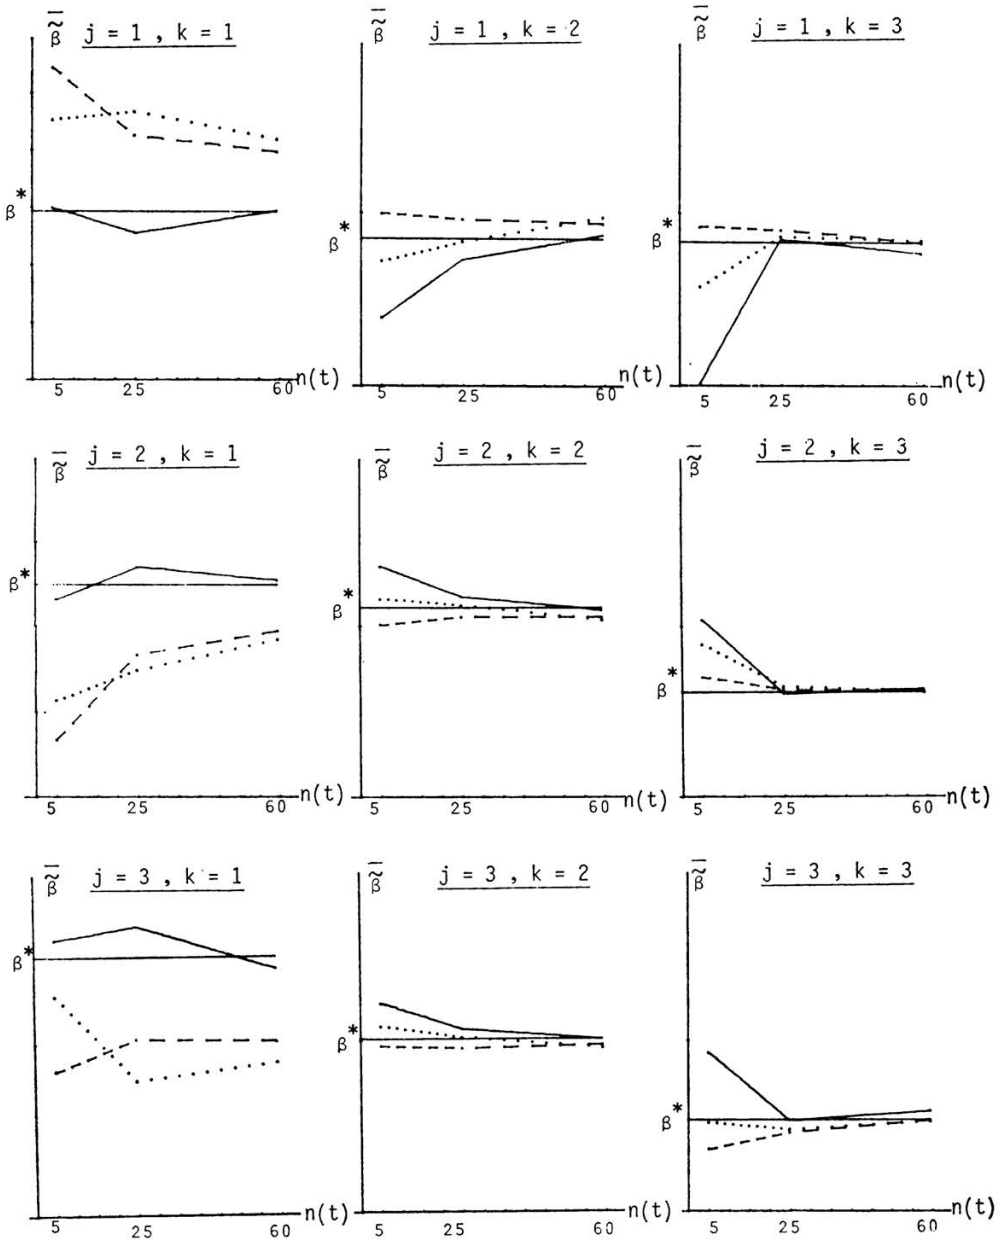 β̃̄ j = 1 , k = 1
β*
5 25 60 n(t)
β̃̄ j = 1 , k = 2
β*
5 25 60 n(t)
β̃̄ j = 1 , k = 3
β*
5 25 60 n(t)
β̃̄ j = 2 , k = 1
β*
5 25 60 n(t)
β̃̄ j = 2 , k = 2
β*
5 25 60 n(t)
β̃̄ j = 2 , k = 3
β*
5 25 60 n(t)
β̃̄ j = 3 , k = 1
β*
5 25 60 n(t)
β̃̄ j = 3 , k = 2
β*
5 25 60 n(t)
β̃̄ j = 3 , k = 3
β*
5 25 60 n(t)